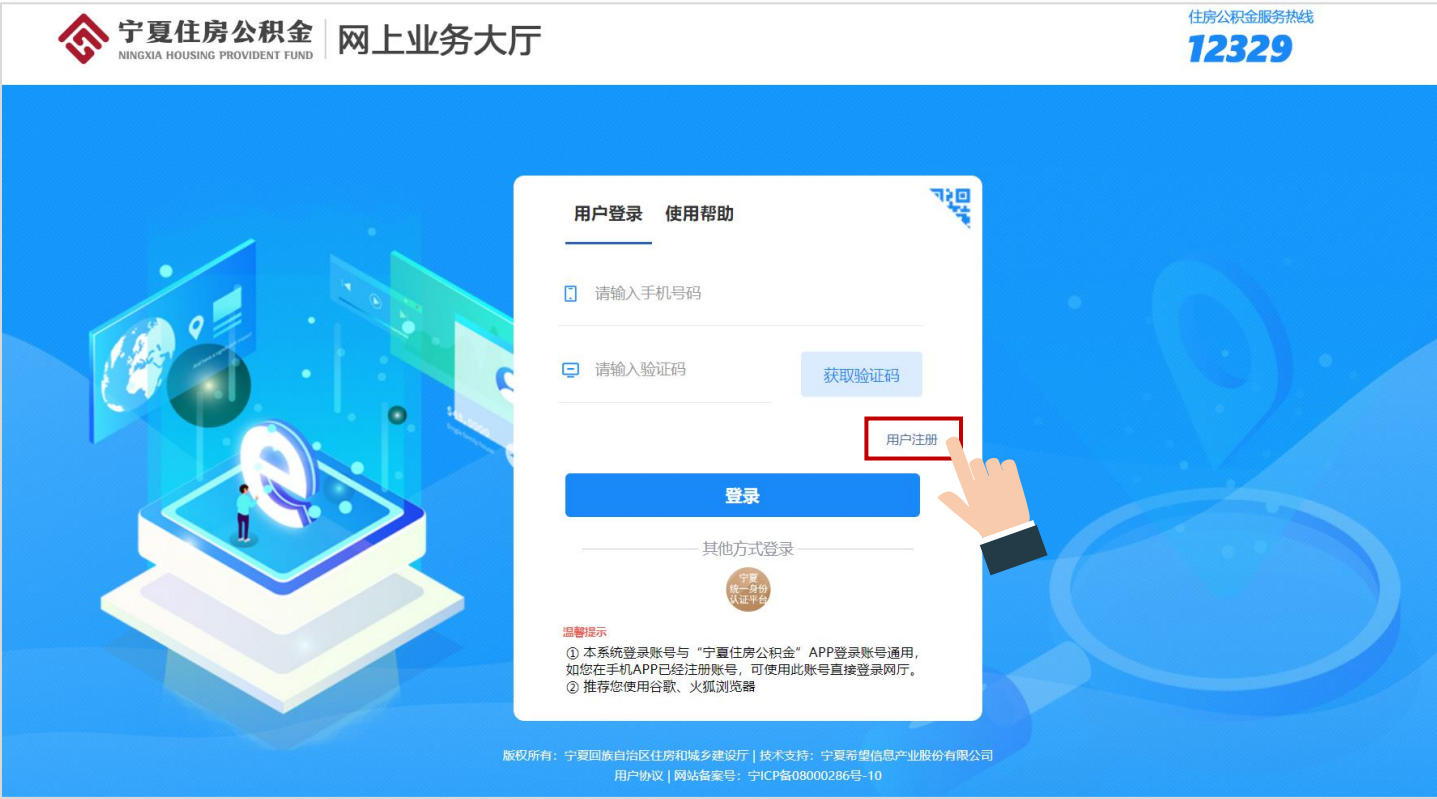 宁夏住房公积金
NINGXIA HOUSING PROVIDENT FUND
网上业务大厅
住房公积金服务热线
12329
用户登录 使用帮助
请输入手机号码
请输入验证码
获取验证码
用户注册
登录
其他方式登录
宁夏
统一身份
认证平台
温馨提示
① 本系统登录账号与“宁夏住房公积金”APP登录账号通用，
如您在手机APP已经注册账号，可使用此账号直接登录网厅。
② 推荐您使用谷歌、火狐浏览器
版权所有：宁夏回族自治区住房和城乡建设厅 | 技术支持：宁夏希望信息产业股份有限公司
用户协议 | 网站备案号：宁ICP备08000286号-10